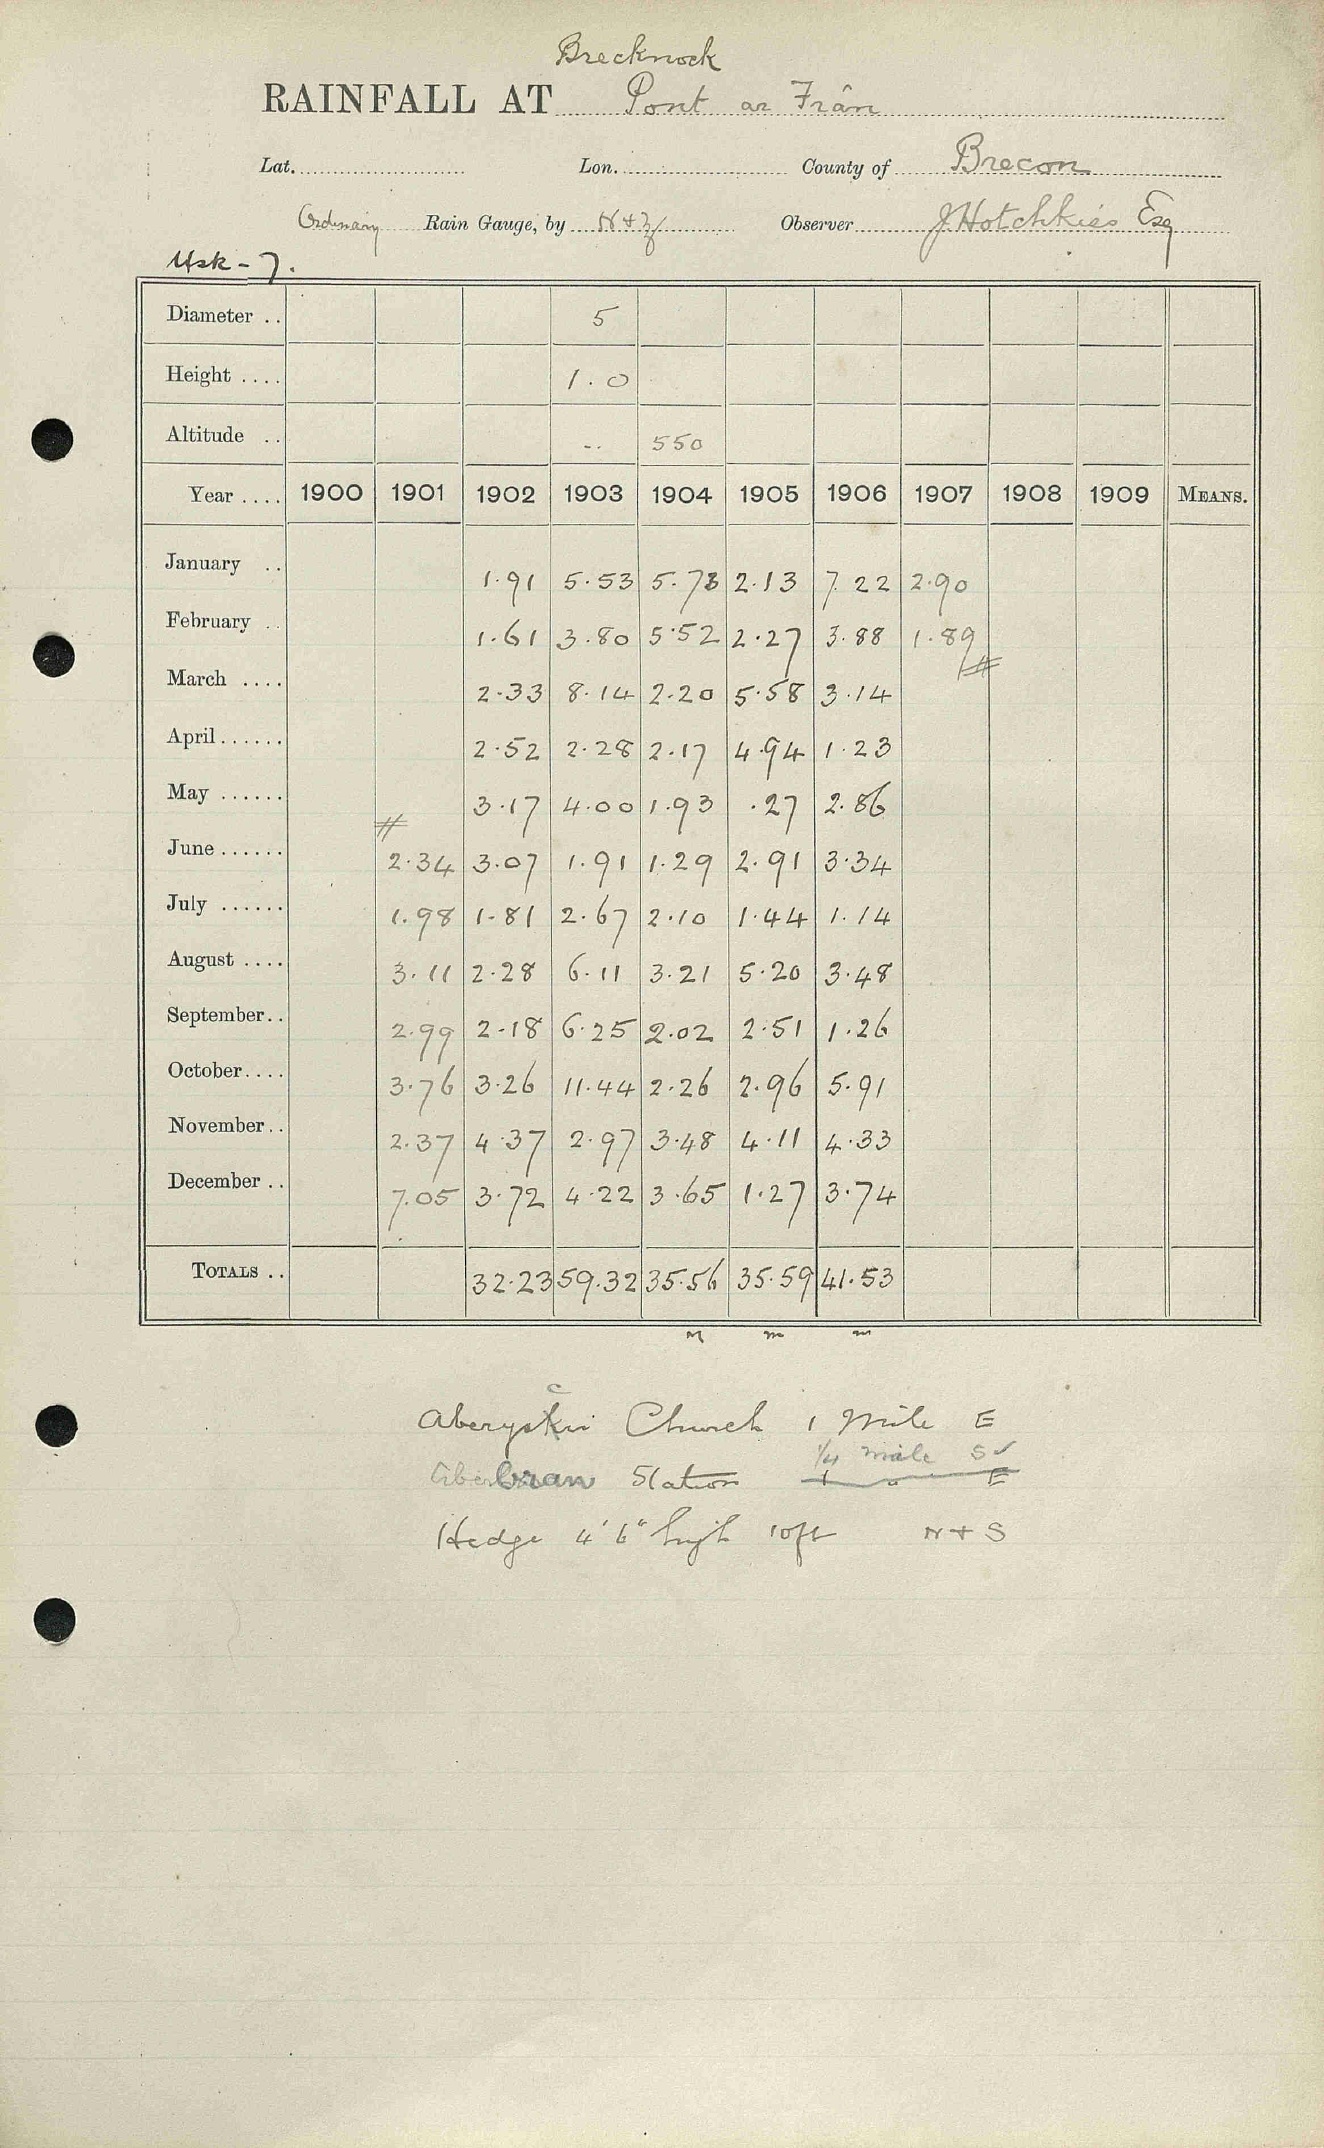 Brecknock
RAINFALL AT Pont ar Frân
Lat. Lon. County of Brecon
Ordinary Rain Gauge, by N+Z Observer J Hotchkies Esq
Usk - 7.
Diameter .. 5
Height .... 1.0
Altitude .. .. 550
Year .... 1900 1901 1902 1903 1904 1905 1906 1907 1908 1909 MEANS.
January .. 1.91 5.53 5.73 2.13 7.22 2.90
February .. 1.61 3.80 5.52 2.27 3.88 1.89
March .... 2.33 8.14 2.20 5.58 3.14
April...... 2.52 2.28 2.17 4.94 1.23
May ...... 3.17 4.00 1.93 .27 2.86
June ...... 2.34 3.07 1.91 1.29 2.91 3.34
July ...... 1.98 1.81 2.67 2.10 1.44 1.14
August .... 3.11 2.28 6.11 3.21 5.20 3.48
September.. 2.99 2.18 6.25 2.02 2.51 1.26
October.... 3.76 3.26 11.44 2.26 2.96 5.91
November.. 2.37 4.37 2.97 3.48 4.11 4.33
December .. 7.05 3.72 4.22 3.65 1.27 3.74
TOTALS .. 32.23 59.32 35.56 35.59 41.53
m m m
Church 1 Mile E
1/4 mile S
Aberbran Station E
Hedge 4' 6" high 10ft N + S